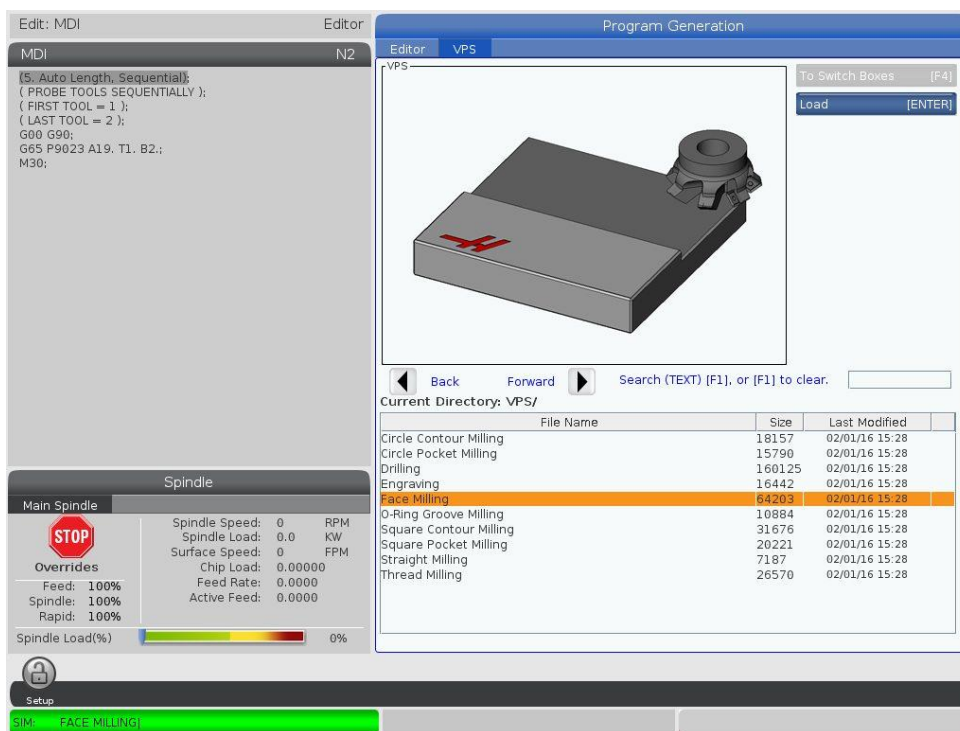 Edit: MDI Editor
MDI N2
(5. Auto Length, Sequential);
( PROBE TOOLS SEQUENTIALLY );
( FIRST TOOL = 1 );
( LAST TOOL = 2 );
G00 G90;
G65 P9023 A19. T1. B2.;
M30;
Spindle
Main Spindle
STOP
Overrides
Feed: 100%
Spindle: 100%
Rapid: 100%
Spindle Speed: 0 RPM
Spindle Load: 0.0 KW
Surface Speed: 0 FPM
Chip Load: 0.00000
Feed Rate: 0.0000
Active Feed: 0.0000
Spindle Load(%) 0%
Program Generation
Editor VPS
VPS
To Switch Boxes [F4]
Load [ENTER]
Back Forward Search (TEXT) [F1], or [F1] to clear.
Current Directory: VPS/
File Name Size Last Modified
Circle Contour Milling 18157 02/01/16 15:28
Circle Pocket Milling 15790 02/01/16 15:28
Drilling 160125 02/01/16 15:28
Engraving 16442 02/01/16 15:28
Face Milling 64203 02/01/16 15:28
O-Ring Groove Milling 10884 02/01/16 15:28
Square Contour Milling 31676 02/01/16 15:28
Square Pocket Milling 20221 02/01/16 15:28
Straight Milling 7187 02/01/16 15:28
Thread Milling 26570 02/01/16 15:28
Setup
SIM: FACE MILLING